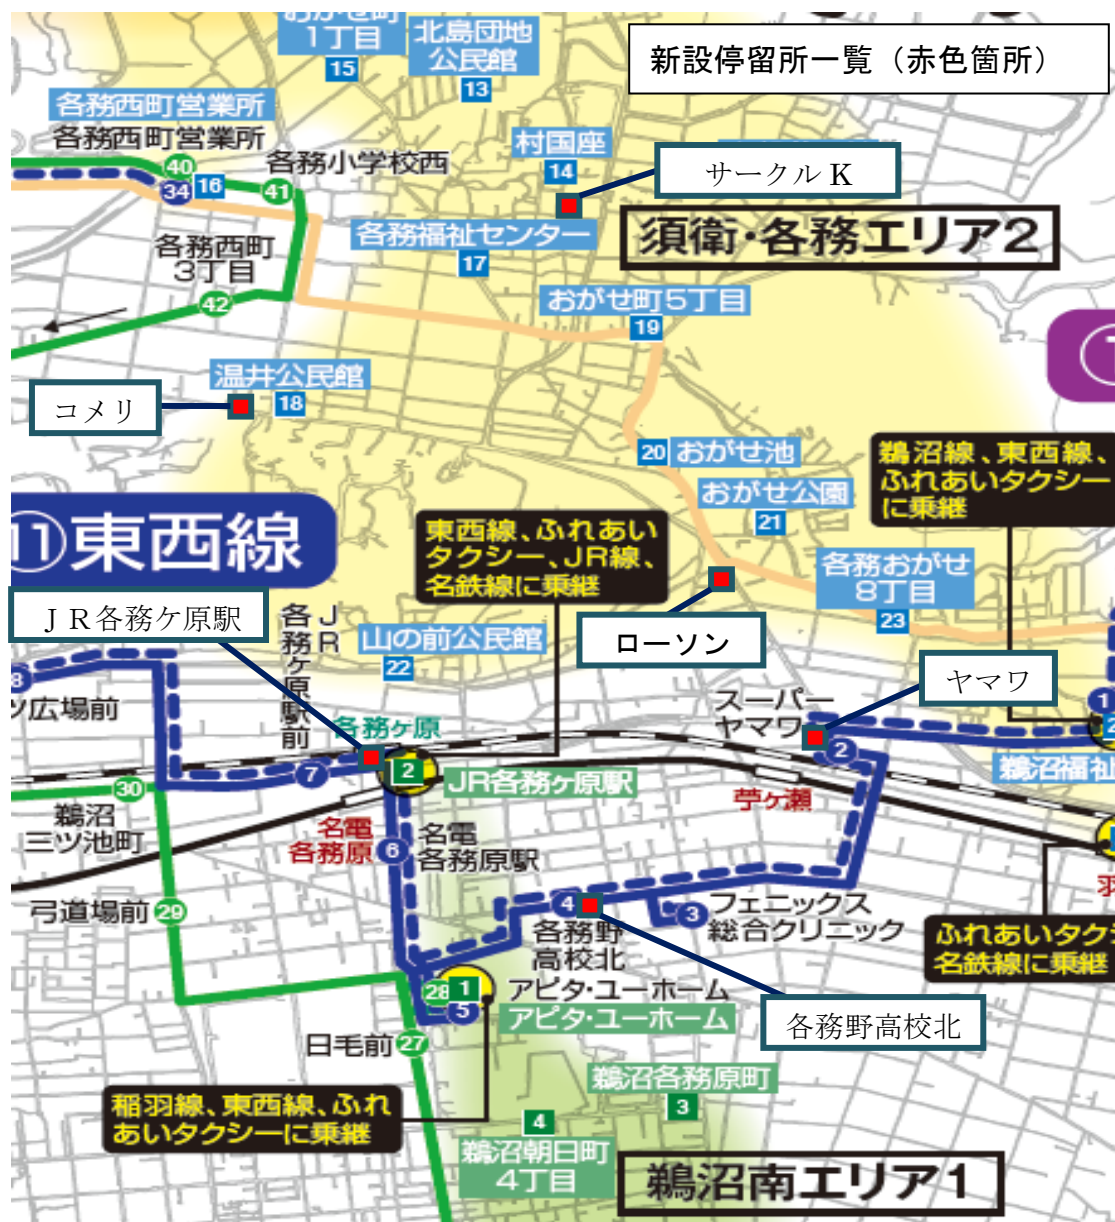 おがせ町
1丁目
15
北島団地
公民館
13
新設停留所一覧（赤色箇所）
各務西町営業所
各務西町営業所
40
34
16
41
各務小学校西
村国座
14
サークルK
各務福祉センター
17
須衛・各務エリア2
各務西町
3丁目
42
おがせ町5丁目
19
温井公民館
18
コメリ
20
おがせ池
おがせ公園
21
鵜沼線、東西線、
ふれあいタクシー
に乗継
⑪東西線
東西線、ふれあい
タクシー、JR線、
名鉄線に乗継
各務おがせ
8丁目
23
JR各務ケ原駅
JR
各務ヶ原駅前
山の前公民館
22
ローソン
ヤマワ
8
ツ広場前
スーパー
ヤマワ
2
1
各務ヶ原
7
2
JR各務ヶ原駅
鵜沼福祉
30
鵜沼
三ツ池町
苧ヶ瀬
名電
各務原
6
名電
各務原駅
羽
弓道場前
29
4
3
フェニックス
総合クリニック
各務野
高校北
ふれあいタク
名鉄線に乗継
28
1
5
アピタ・ユーホーム
アピタ・ユーホーム
各務野高校北
日毛前
27
稲羽線、東西線、ふれ
あいタクシーに乗継
鵜沼各務原町
3
4
鵜沼朝日町
4丁目
鵜沼南エリア1